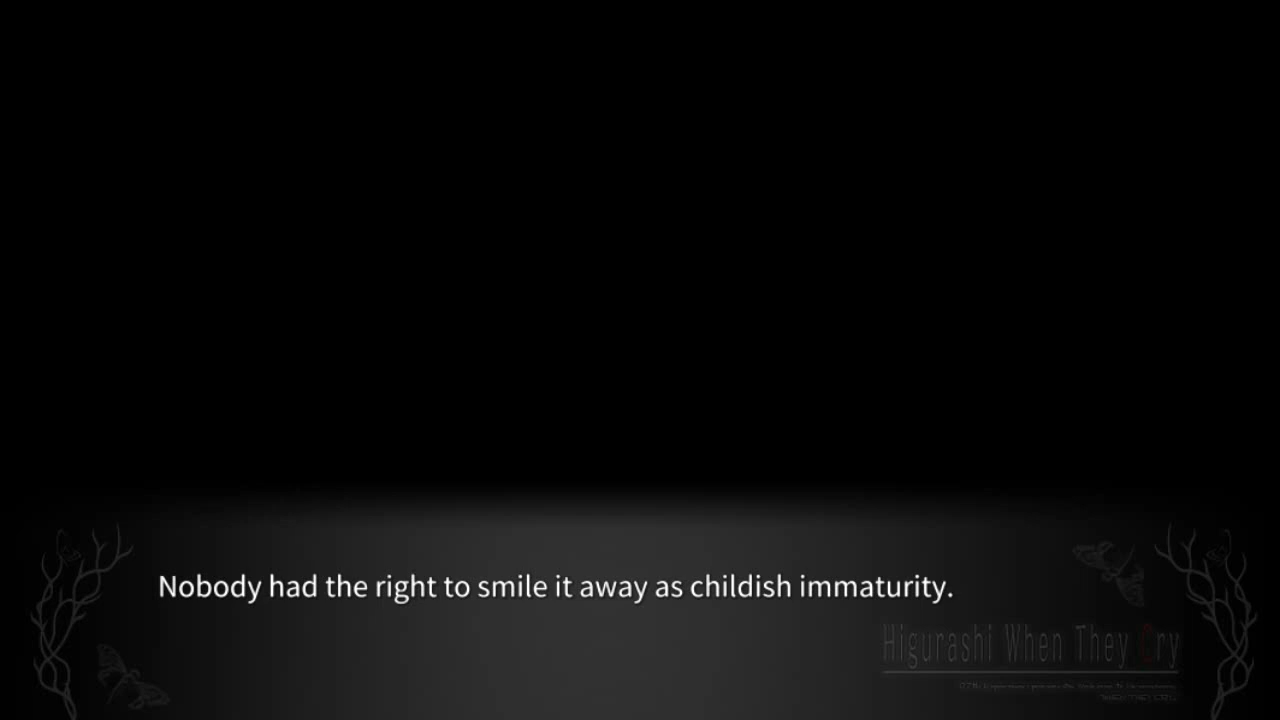 Nobody had the right to smile it away as childish immaturity.
Higurashi When They Cry